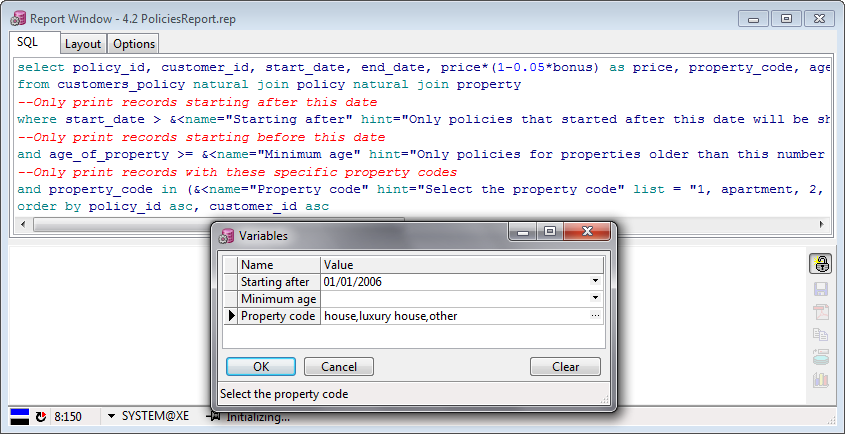 Report Window - 4.2 PoliciesReport.rep
SQL Layout Options
select policy_id, customer_id, start_date, end_date, price*(1-0.05*bonus) as price, property_code, age
from customers_policy natural join policy natural join property
--Only print records starting after this date
where start_date > &<name="Starting after" hint="Only policies that started after this date will be sh
--Only print records starting before this date
and age_of_property >= &<name="Minimum age" hint="Only policies for properties older than this number
--Only print records with these specific property codes
and property_code in (&<name="Property code" hint="Select the property code" list = "1, apartment, 2,
order by policy_id asc, customer_id asc
Variables
Name Value
Starting after 01/01/2006
Minimum age
Property code house,luxury house,other ...
OK Cancel Clear
Select the property code
8:150 SYSTEM@XE Initializing...